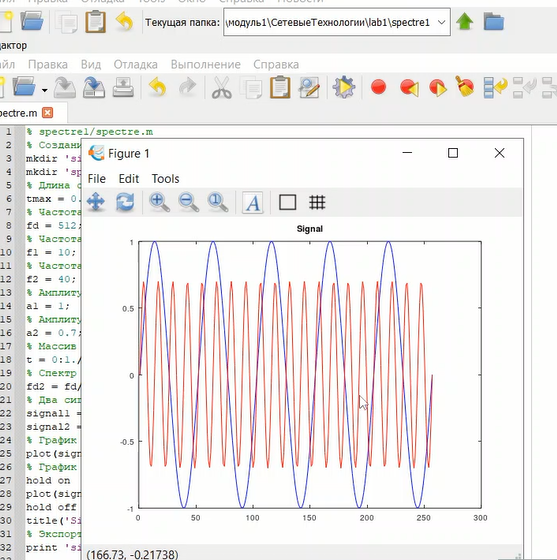 Правка Отладка Tools Окно Справка Новости
Текущая папка: \модуль1\СетевыеТехнологии\lab1\spectre1
дактор
айл Правка Вид Отладка Выполнение Справка
pectre.m
1 % spectre1/spectre.m
2 % Создани
3 mkdir 'si
4 mkdir 'sp
5 % Длина с
6 tmax = 0.
7 % Частота
8 fd = 512;
9 % Частота
10 f1 = 10;
11 % Частота
12 f2 = 40;
13 % Амплиту
14 a1 = 1;
15 % Амплиту
16 a2 = 0.7;
17 % Массив
18 t = 0:1./
19 % Спектр
20 fd2 = fd/
21 % Два сиг
22 signal1 =
23 signal2 =
24 % График
25 plot(sign
26 % График
27 hold on
28 plot(sign
29 hold off
30 title('Si
31 % Экспорт
32 print 'si
Figure 1
File Edit Tools
Signal
1
0.5
0
-0.5
-1
0 50 100 150 200 250 300
(166.73, -0.21738)